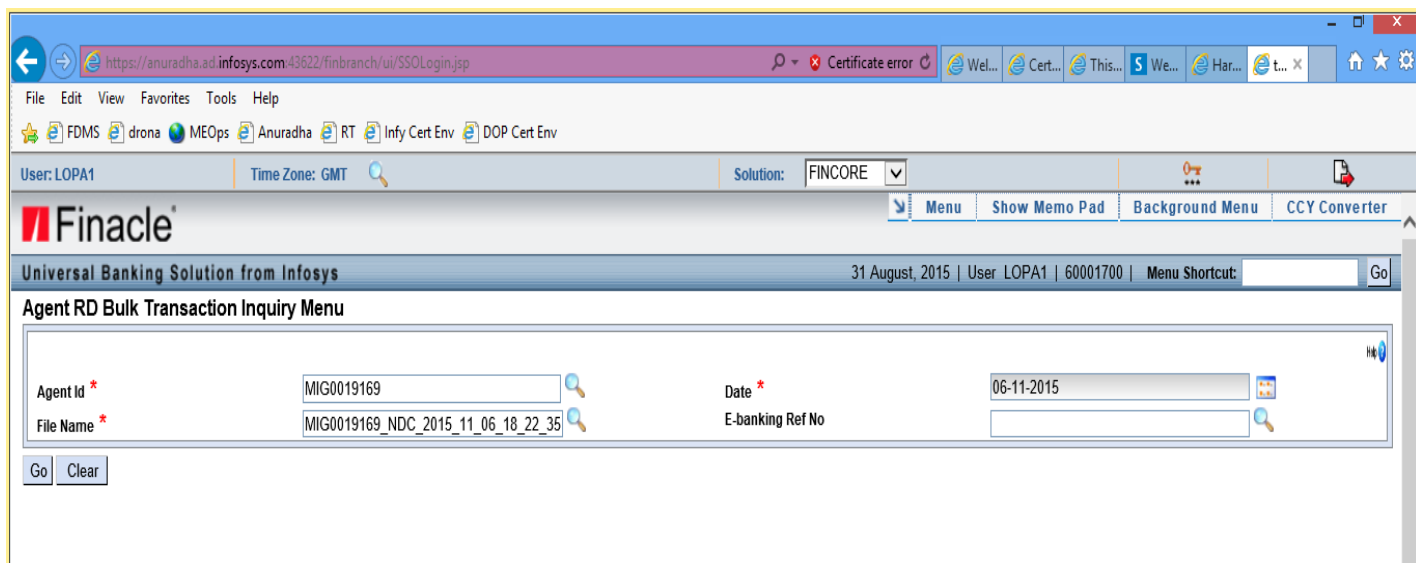 https://anuradha.ad.infosys.com:43622/finbranch/ui/SSOLogin.jsp Certificate error Wel... Cert... This... S We... Har... t...
File Edit View Favorites Tools Help
FDMS drona MEOps Anuradha RT Infy Cert Env DOP Cert Env
User: LOPA1 Time Zone: GMT Solution: FINCORE
Menu Show Memo Pad Background Menu CCY Converter
Finacle
Universal Banking Solution from Infosys 31 August, 2015 | User LOPA1 | 60001700 | Menu Shortcut: Go
Agent RD Bulk Transaction Inquiry Menu
Help
Agent Id * MIG0019169 Date * 06-11-2015
File Name * MIG0019169_NDC_2015_11_06_18_22_35 E-banking Ref No
Go Clear